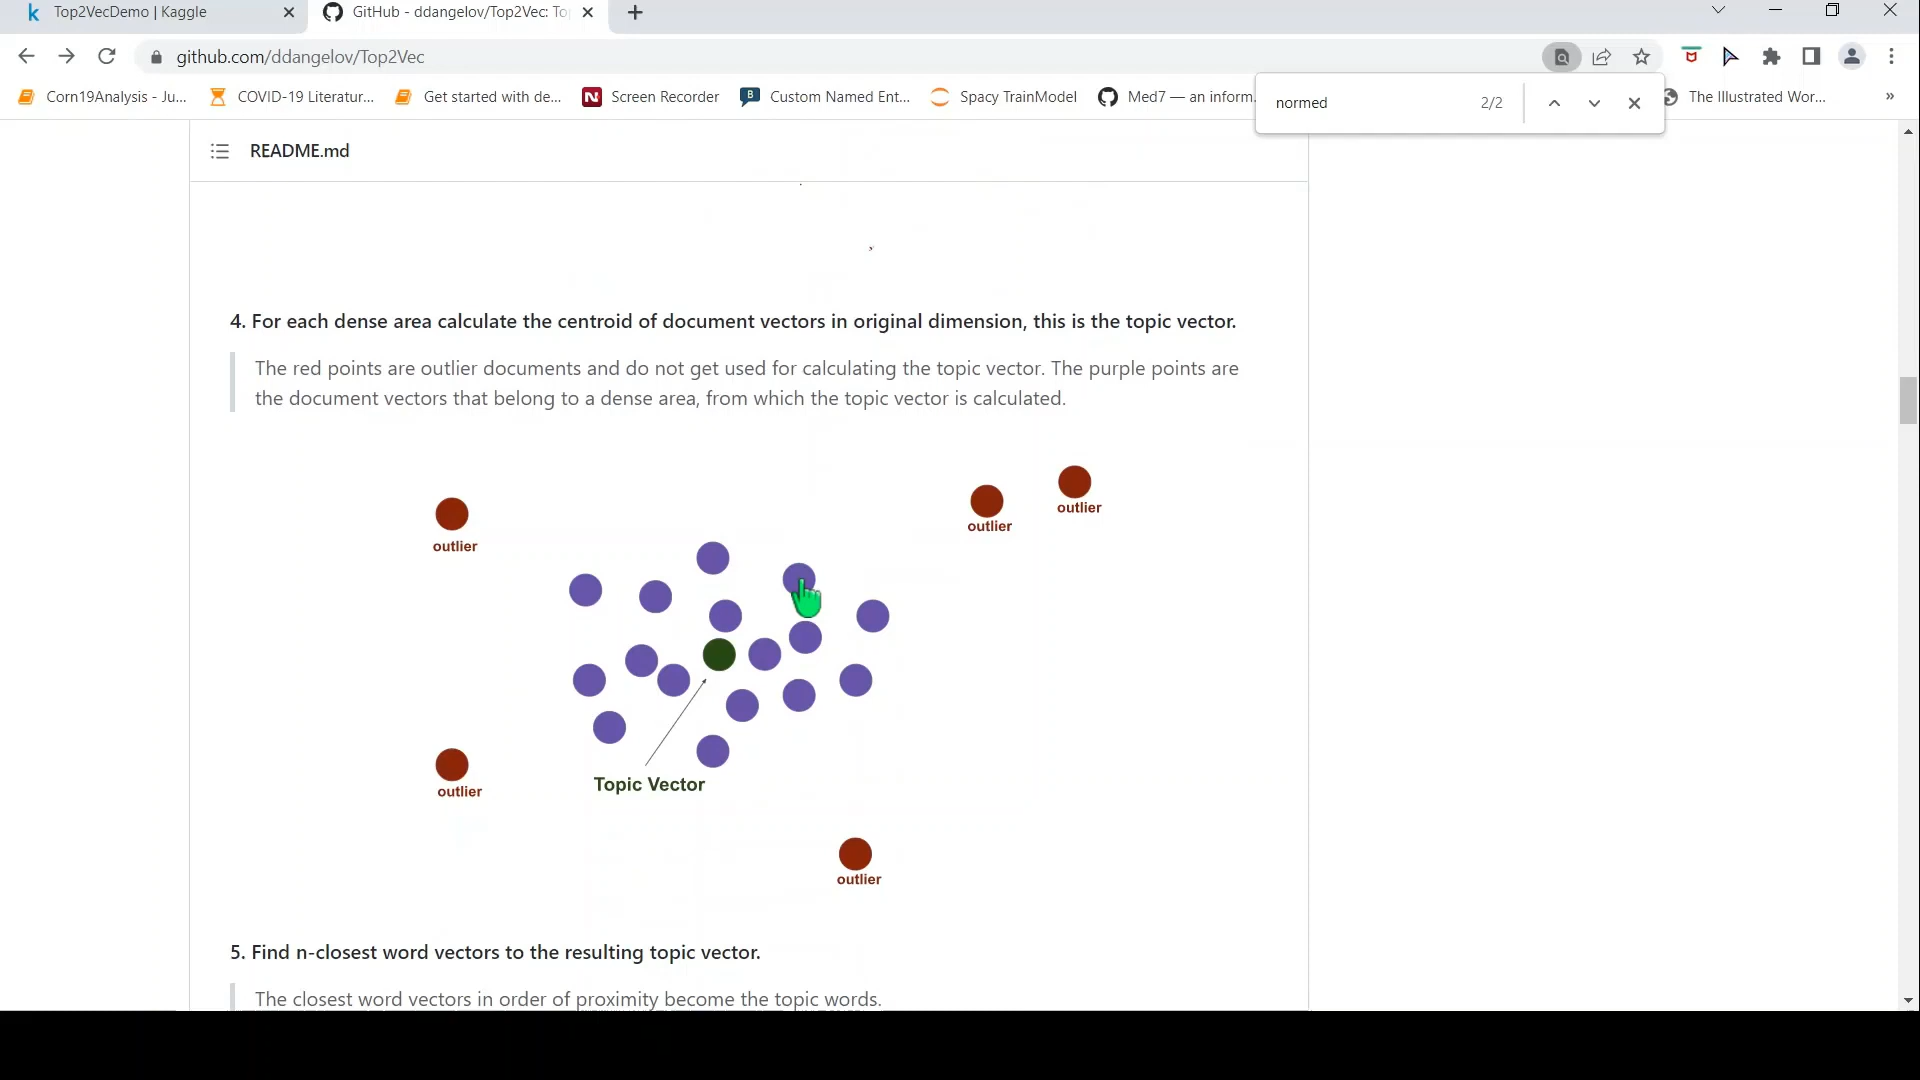 Top2VecDemo | Kaggle
GitHub - ddangelov/Top2Vec: To
github.com/ddangelov/Top2Vec
Corn19Analysis - Ju...
COVID-19 Literatur...
Get started with de...
Screen Recorder
Custom Named Ent...
Spacy TrainModel
Med7 — an inform.
The Illustrated Wor...
»
normed
2/2
README.md
4. For each dense area calculate the centroid of document vectors in original dimension, this is the topic vector.
The red points are outlier documents and do not get used for calculating the topic vector. The purple points are
the document vectors that belong to a dense area, from which the topic vector is calculated.
outlier
outlier
outlier
outlier
outlier
Topic Vector
5. Find n-closest word vectors to the resulting topic vector.
The closest word vectors in order of proximity become the topic words.